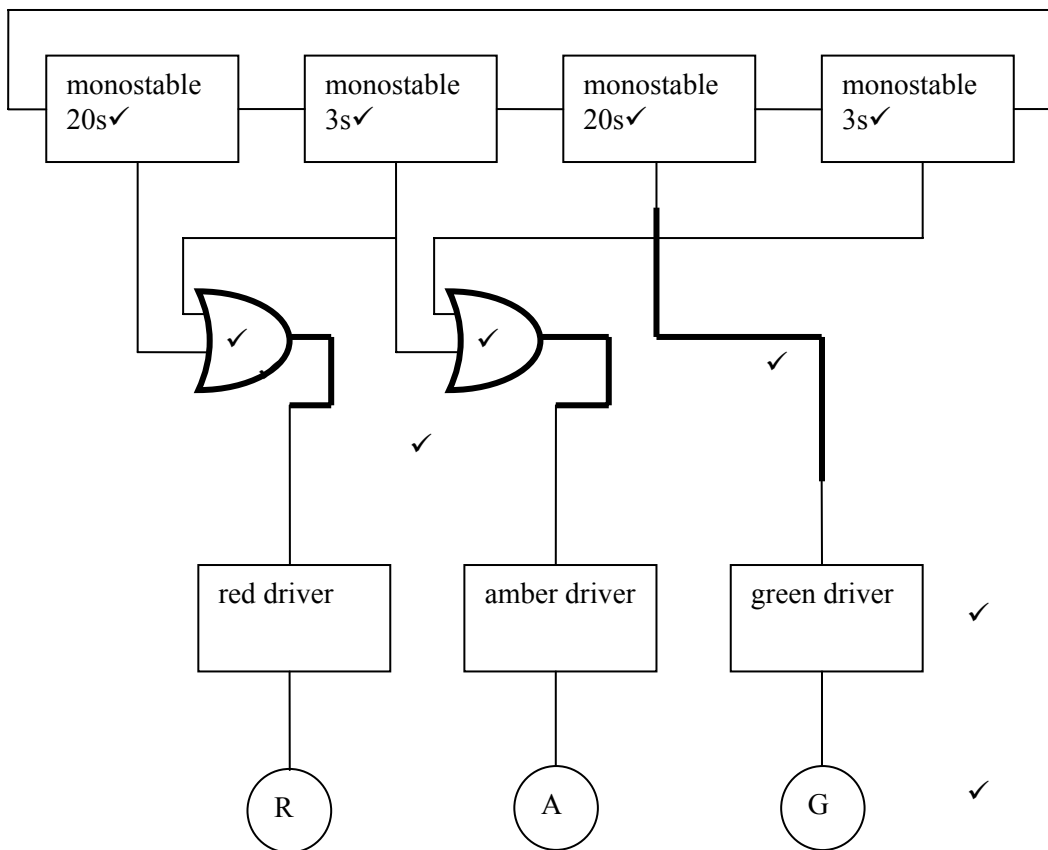 monostable
20s✓
monostable
3s✓
monostable
20s✓
monostable
3s✓
✓
✓
✓
✓
red driver
amber driver
green driver
✓
R
A
G
✓